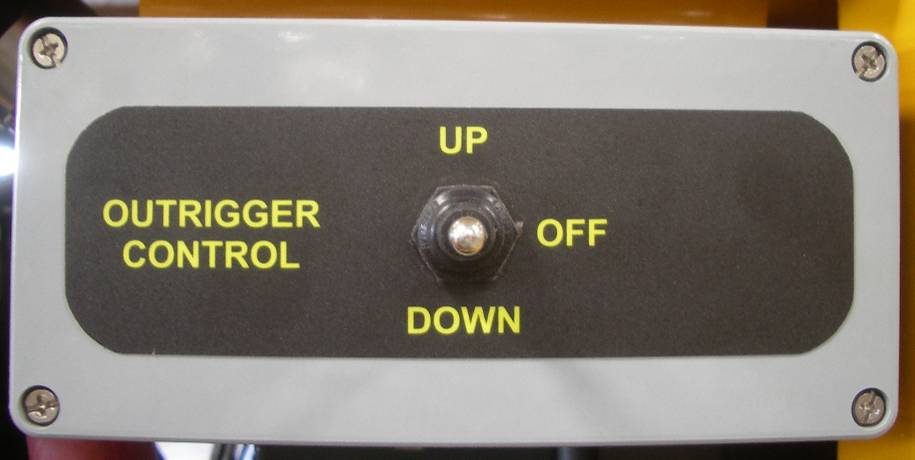 UP
OUTRIGGER
CONTROL
OFF
DOWN